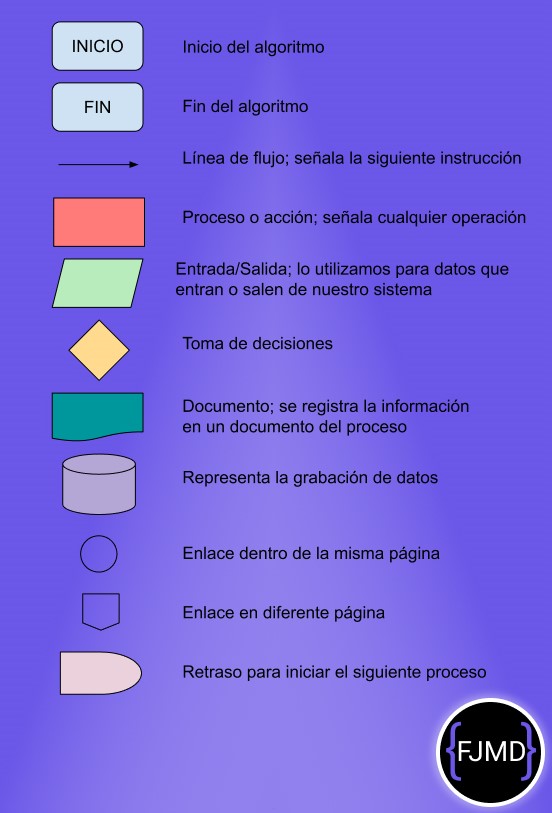 INICIO
Inicio del algoritmo
FIN
Fin del algoritmo
Línea de flujo; señala la siguiente instrucción
Proceso o acción; señala cualquier operación
Entrada/Salida; lo utilizamos para datos que
entran o salen de nuestro sistema
Toma de decisiones
Documento; se registra la información
en un documento del proceso
Representa la grabación de datos
Enlace dentro de la misma página
Enlace en diferente página
Retraso para iniciar el siguiente proceso
{FJMD}